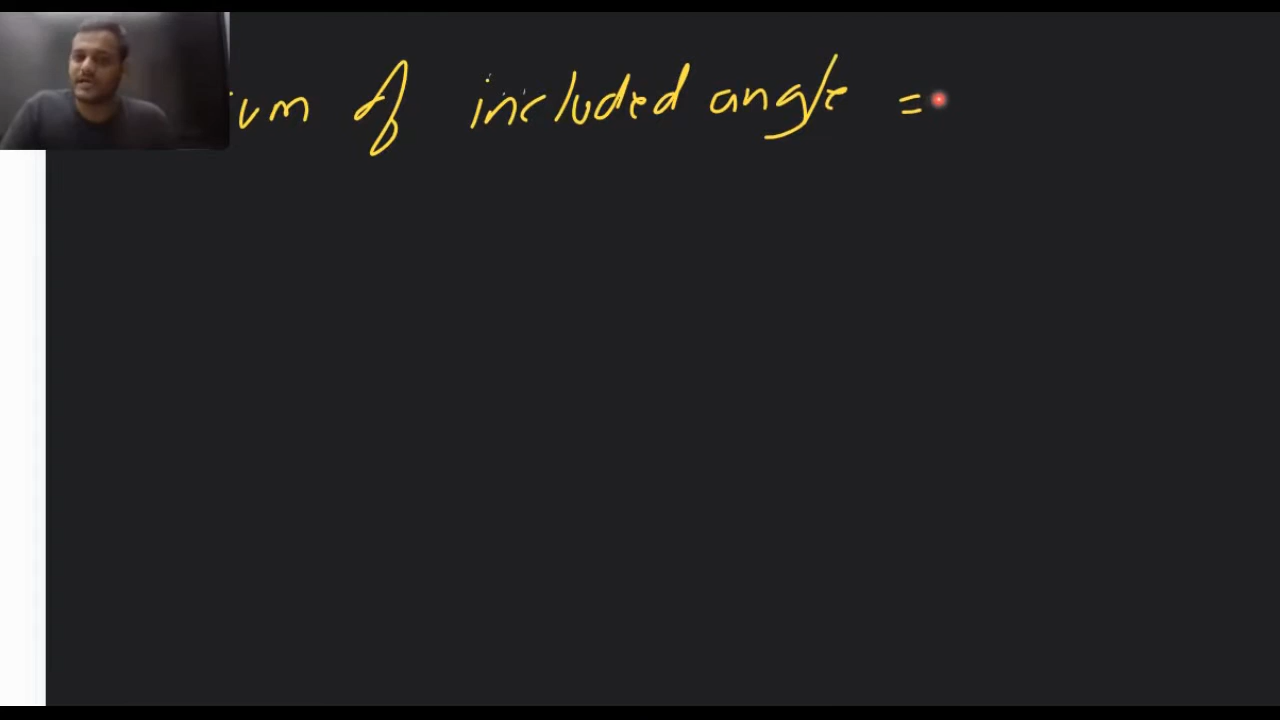 um of included angle =